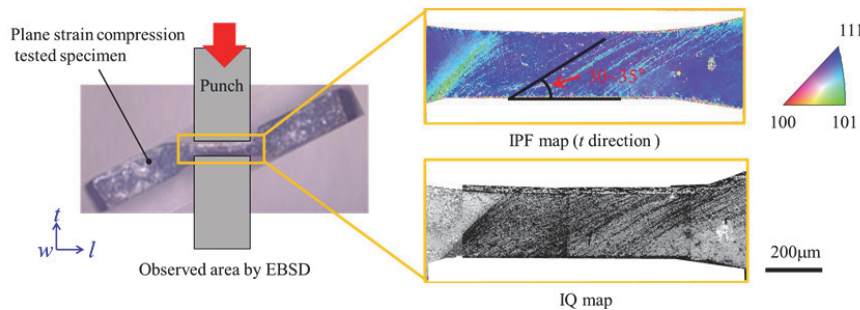 Plane strain compression
tested specimen
Punch
t
w
l
Observed area by EBSD
30~35°
IPF map (t direction )
111
100
101
IQ map
200μm